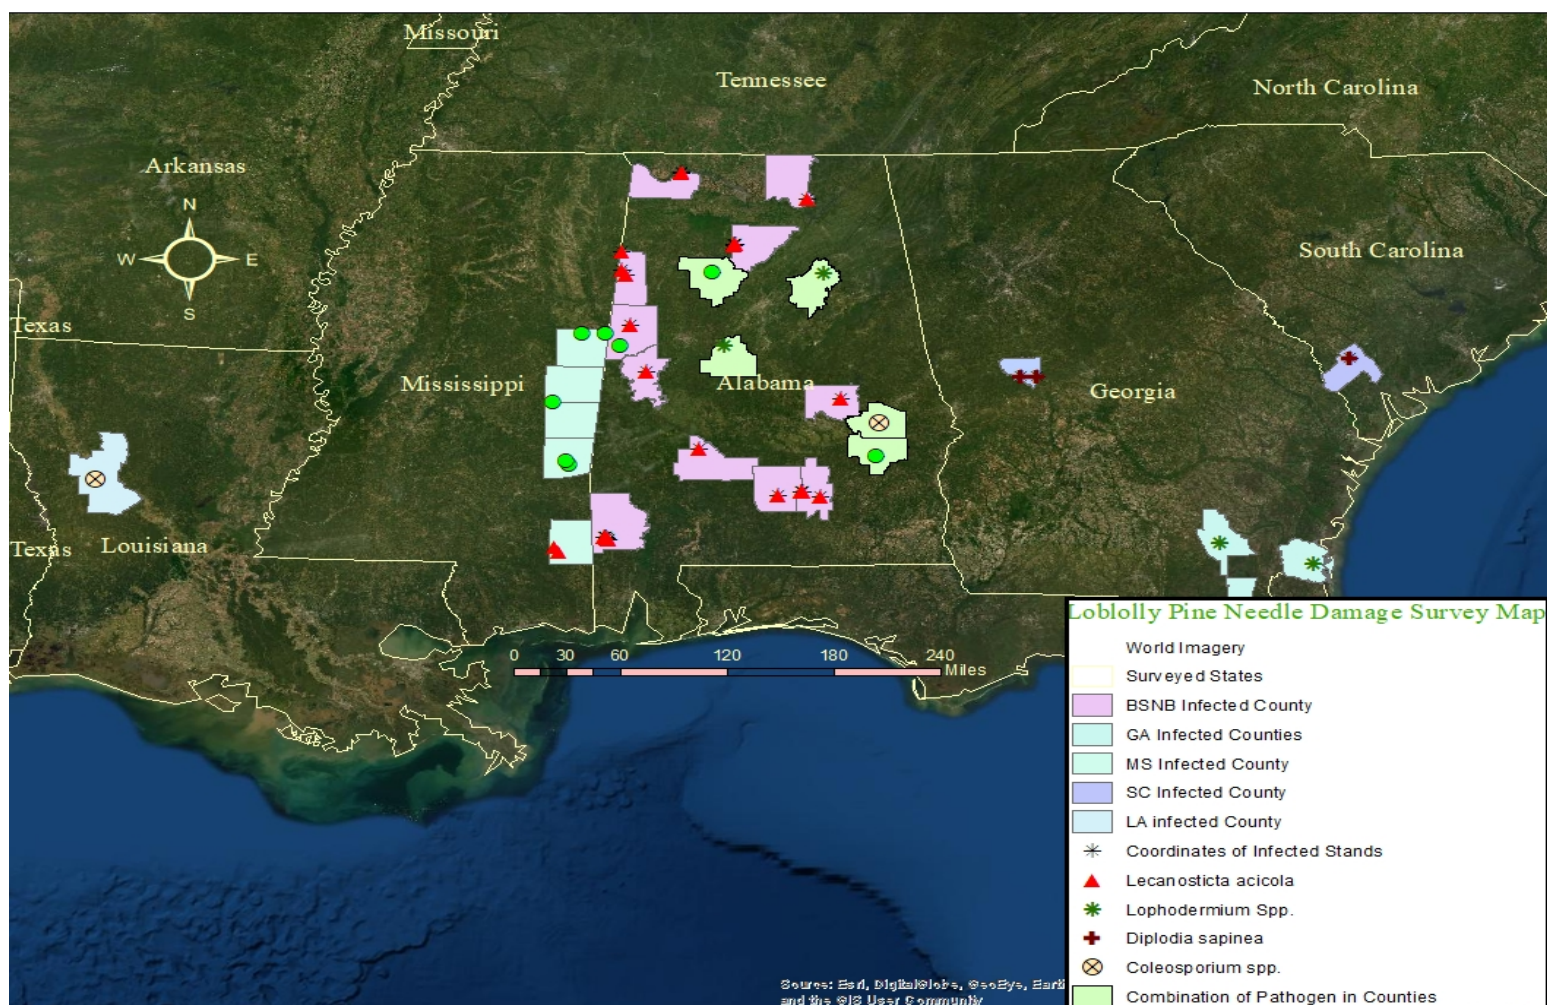 Missouri
Tennessee
North Carolina
Arkansas
N
W E
S
South Carolina
Texas
Mississippi
Alabama
Georgia
Texas
Louisiana
0 30 60 120 180 240
Miles
Loblolly Pine Needle Damage Survey Map
World Imagery
Surveyed States
BSNB Infected County
GA Infected Counties
MS Infected County
SC Infected County
LA infected County
Coordinates of Infected Stands
Lecanosticta acicola
Lophodermium Spp.
Diplodia sapinea
Coleosporium spp.
Combination of Pathogen in Counties
Source: Esri, DigitalGlobe, GeoEye, Earth
and the GIS User Community